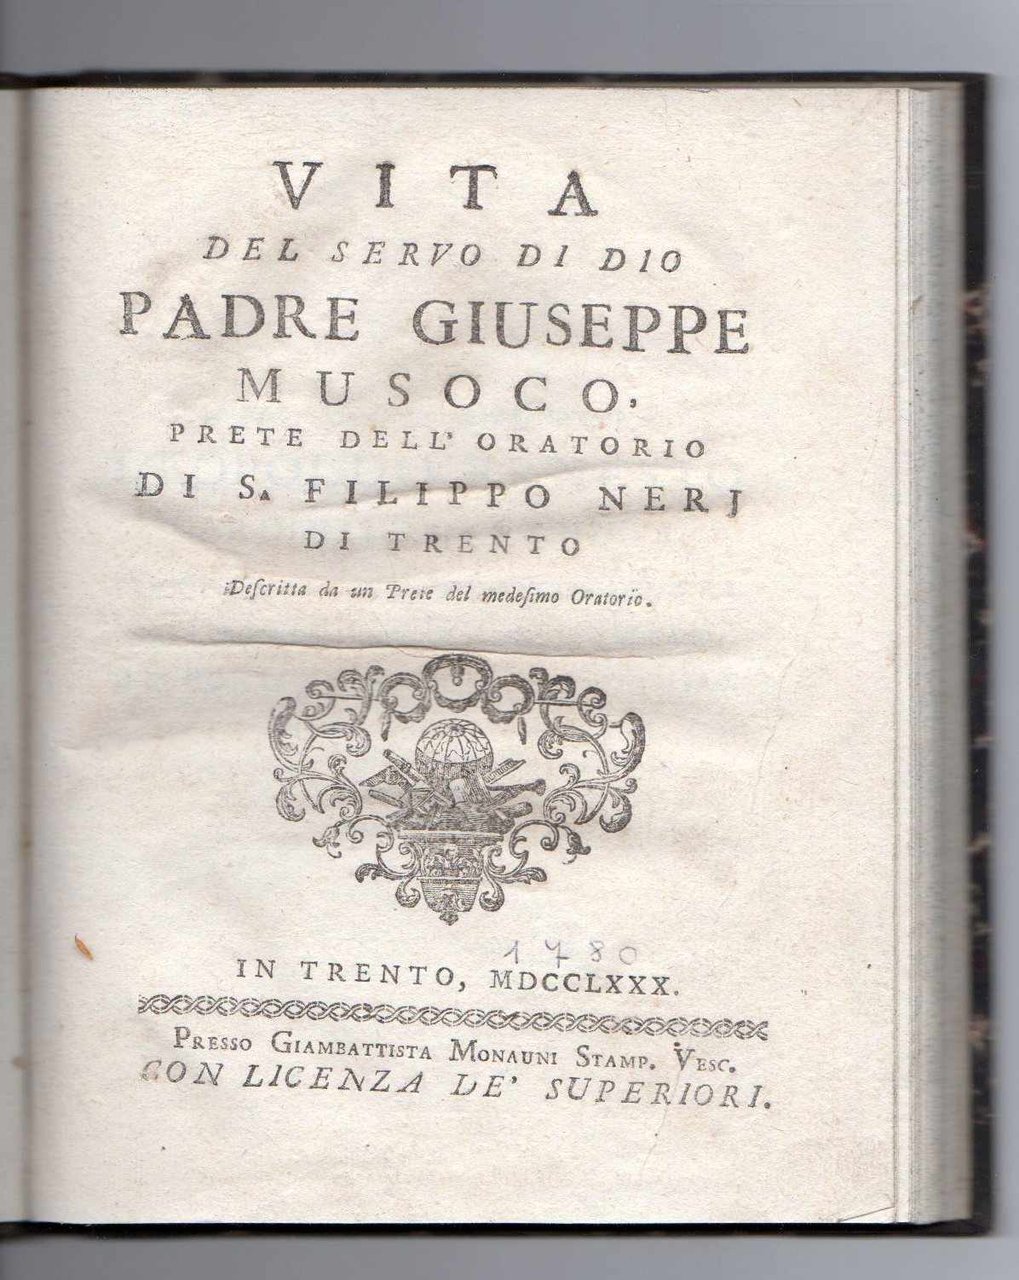 VITA
DEL SERVO DI DIO
PADRE GIUSEPPE
MUSOCO,
PRETE DELL' ORATORIO
DI S. FILIPPO NERJ
DI TRENTO
Deſcritta da un Prete del medeſimo Oratorio.
1780
IN TRENTO, MDCCLXXX.
PRESSO GIAMBATTISTA MONAUNI STAMP. VESC.
CON LICENZA DE' SUPERIORI.